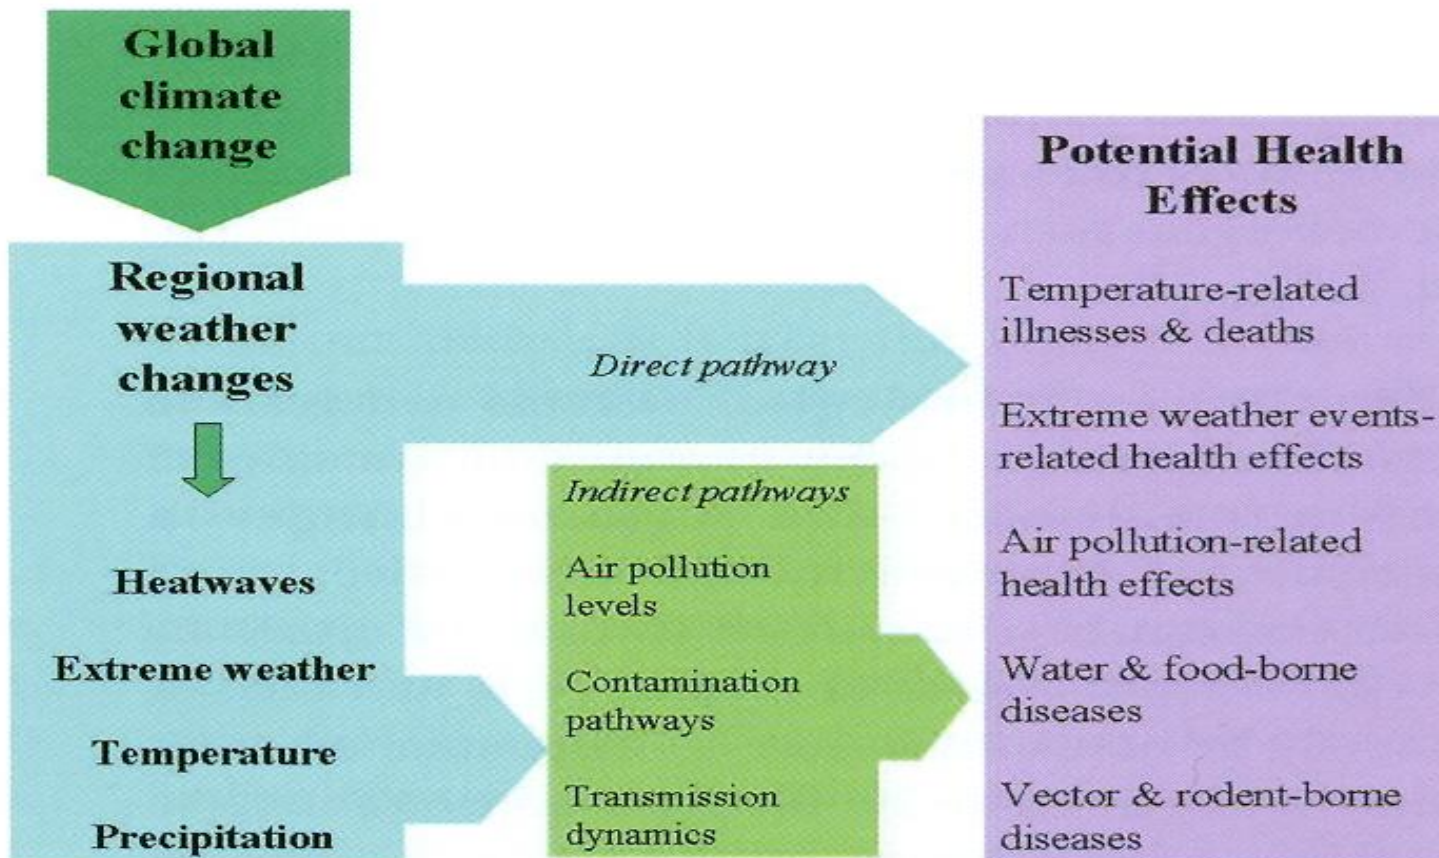 Global
climate
change
Regional
weather
changes
Heatwaves
Extreme weather
Temperature
Precipitation
Direct pathway
Indirect pathways
Air pollution
levels
Contamination
pathways
Transmission
dynamics
Potential Health
Effects
Temperature-related
illnesses & deaths
Extreme weather events-
related health effects
Air pollution-related
health effects
Water & food-borne
diseases
Vector & rodent-borne
diseases